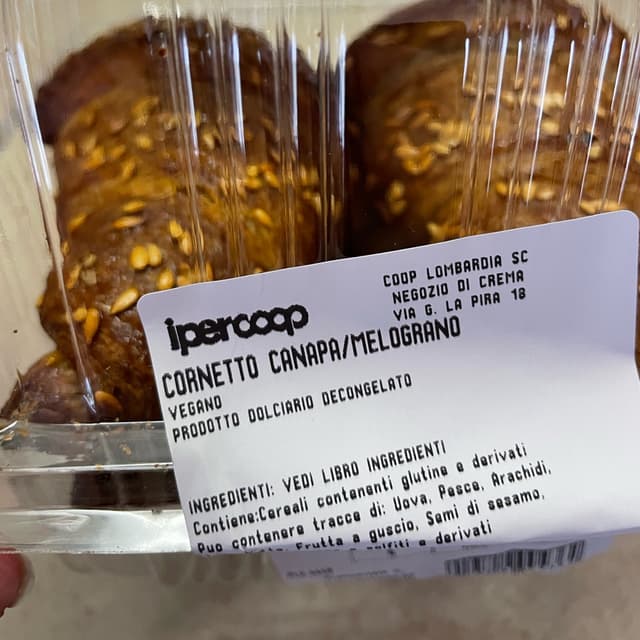 ipercoop
COOP LOMBARDIA SC
NEGOZIO DI CREMA
VIA G. LA PIRA 18
CORNETTO CANAPA/MELOGRANO
VEGANO
PRODOTTO DOLCIARIO DECONGELATO
INGREDIENTI: VEDI LIBRO INGREDIENTI
Contiene:Cereali contenenti glutine e derivati
Puo contenere tracce di: Uova, Pesce, Arachidi,
Frutta a guscio, Semi di sesamo,
e derivati